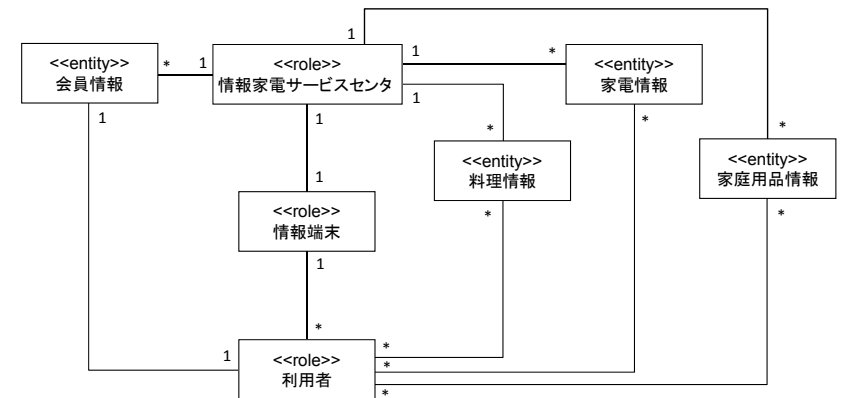 1
<<entity>>
会員情報
*
1
<<role>>
情報家電サービスセンタ
1
*
<<entity>>
家電情報
1
1
1
*
*
*
<<entity>>
料理情報
<<entity>>
家庭用品情報
1
<<role>>
情報端末
*
*
1
*
1
<<role>>
利用者
*
*
*